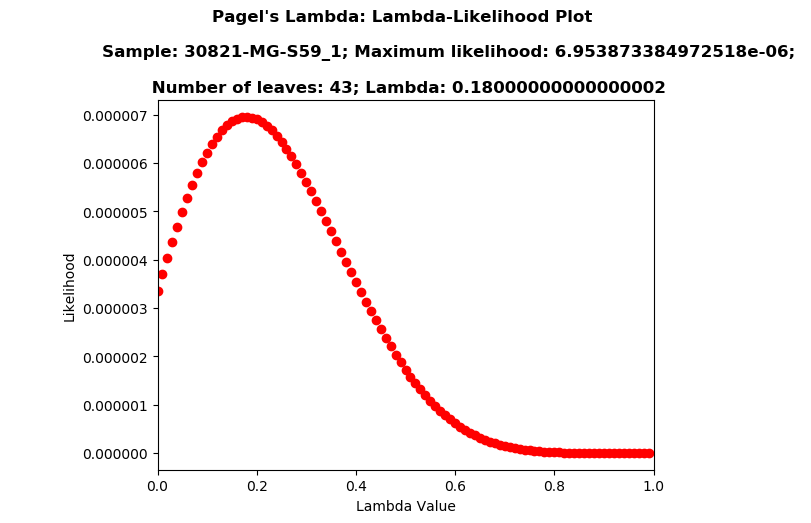 Pagel's Lambda: Lambda-Likelihood Plot
Sample: 30821-MG-S59_1; Maximum likelihood: 6.953873384972518e-06;
Number of leaves: 43; Lambda: 0.18000000000000002
0.000007
0.000006
0.000005
0.000004
0.000003
0.000002
0.000001
0.000000
Likelihood
0.0 0.2 0.4 0.6 0.8 1.0
Lambda Value